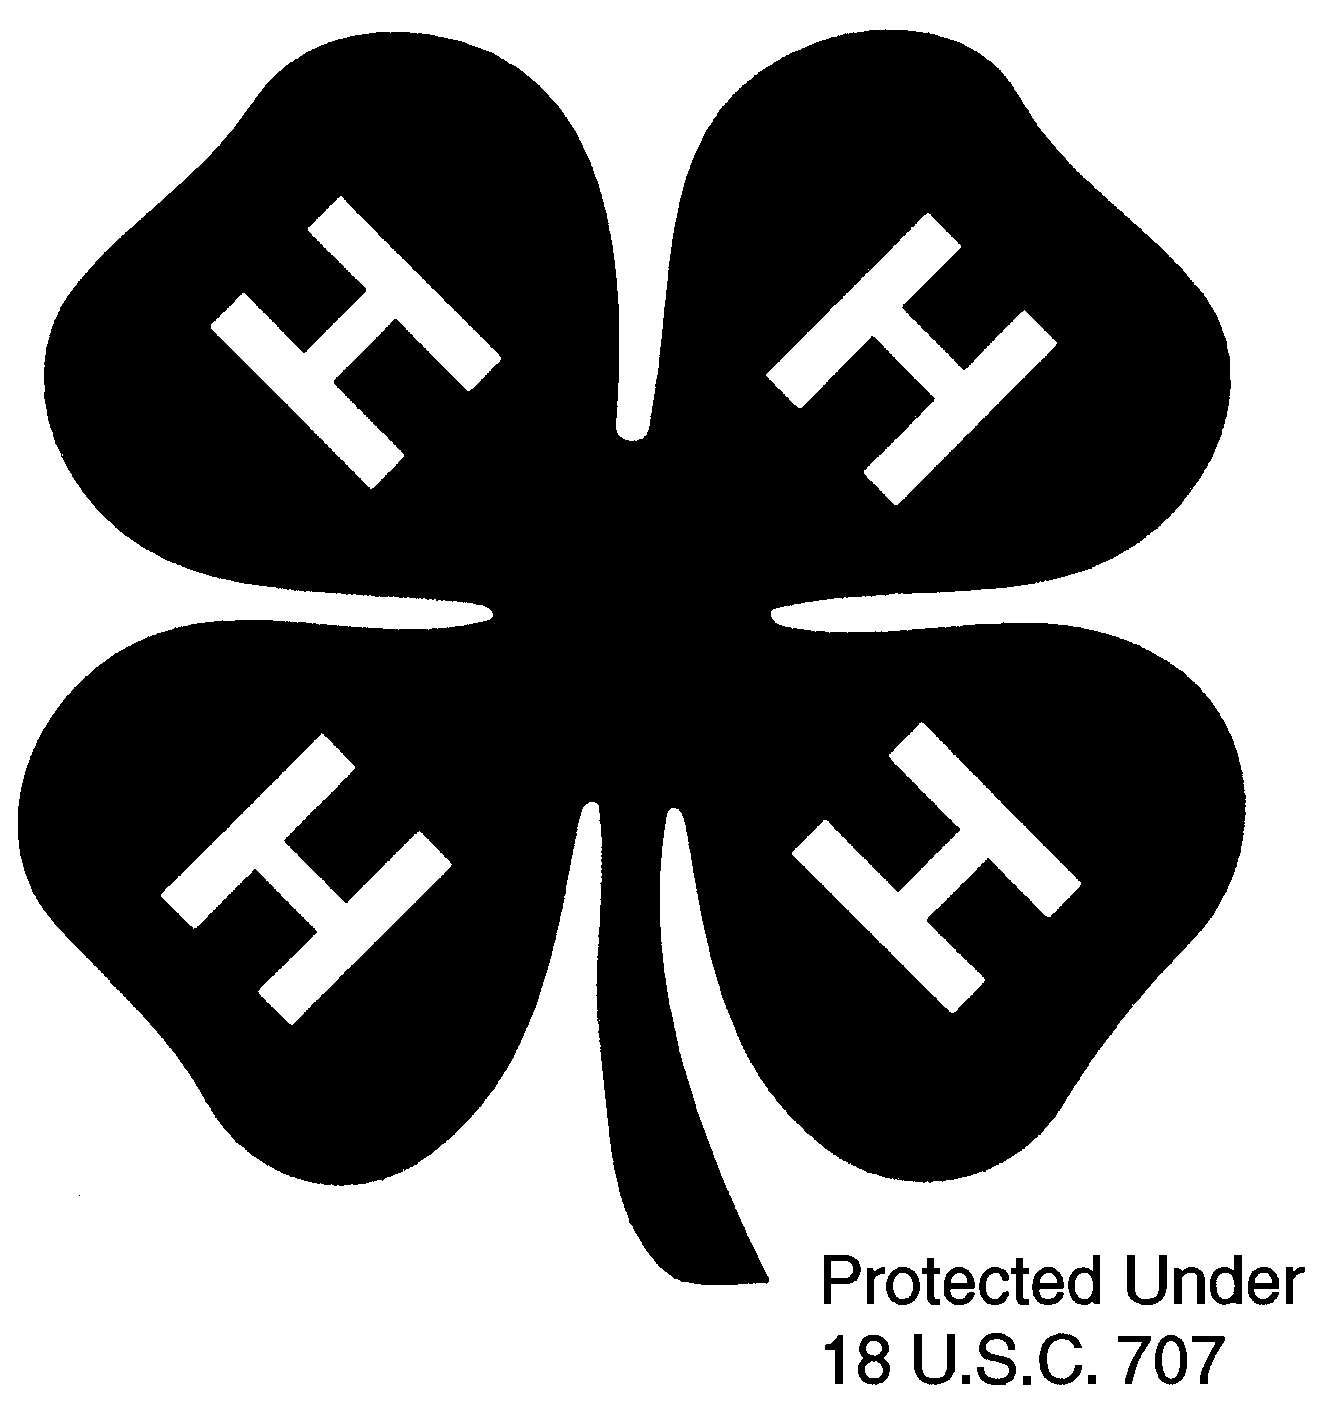 H H
H H
Protected Under
18 U.S.C. 707